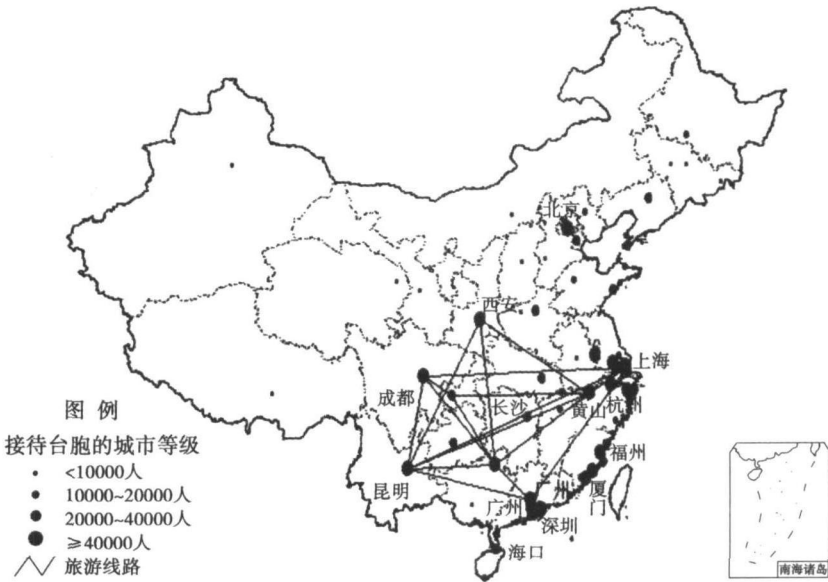 北京
西安
上海
成都
长沙
黄山
杭州
图例
接待台胞的城市等级
<10000人
10000~20000人
20000~40000人
≥40000人
旅游线路
昆明
福州
厦门
广州
广州
深圳
海口
南海诸岛